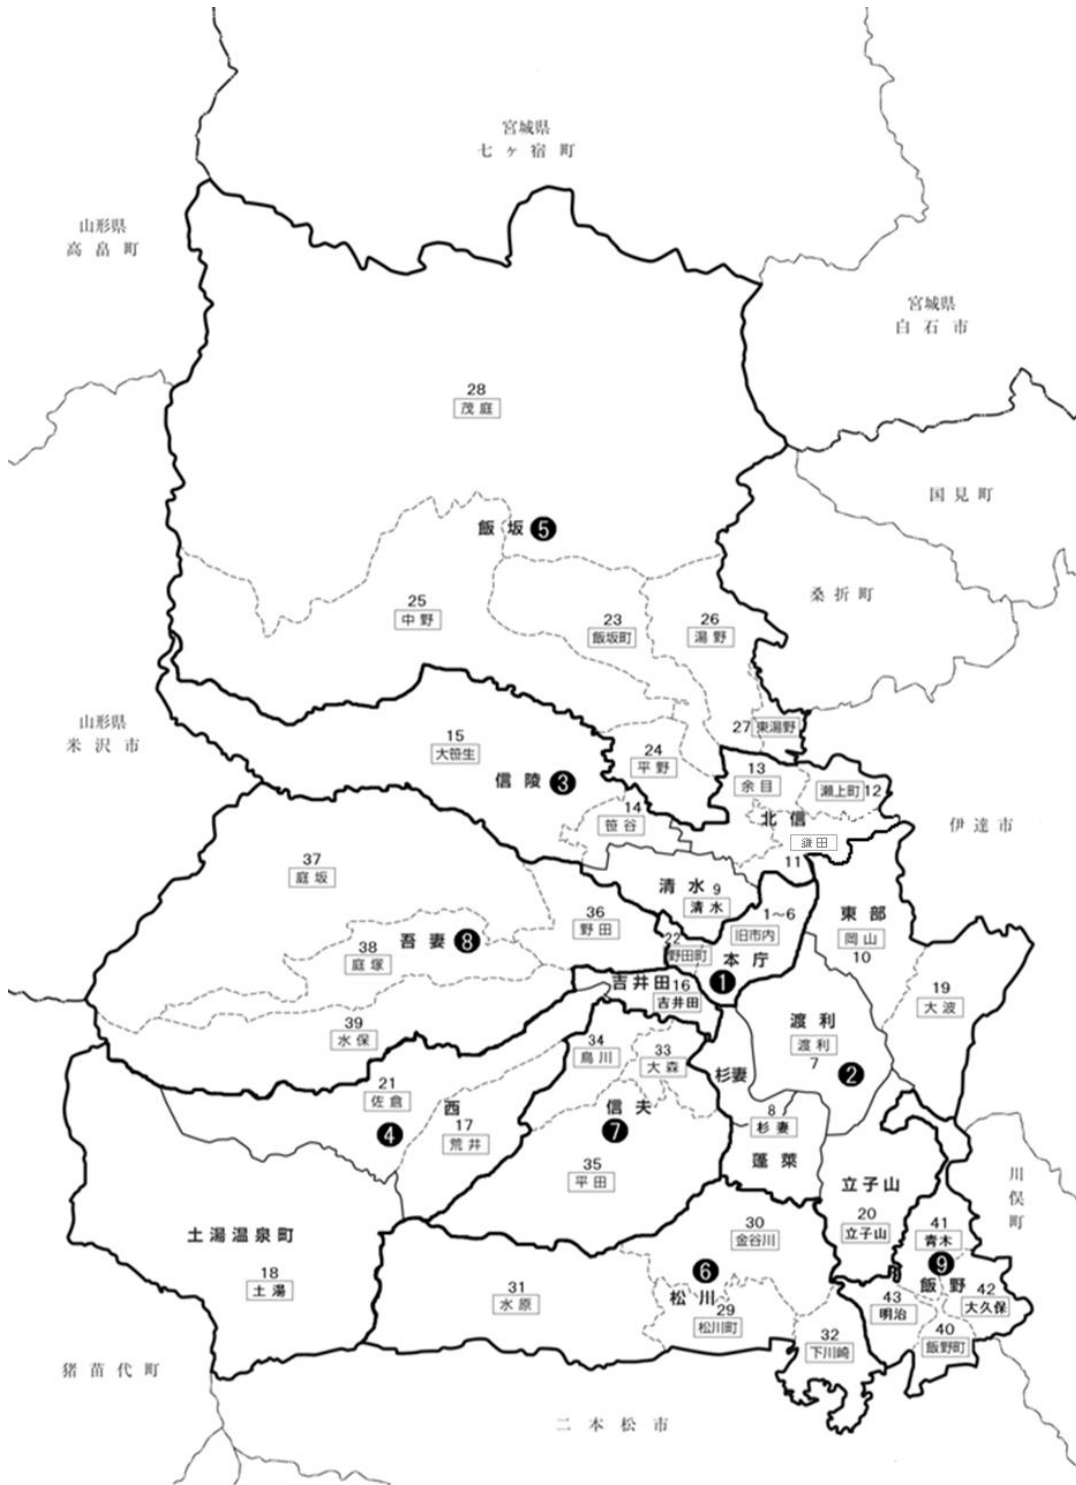 宮城県
七ヶ宿町
山形県
高畠町
宮城県
白石市
28
茂庭
国見町
飯坂 5
桑折町
25
中野
23
飯坂町
26
湯野
山形県
米沢市
27 東湯野
15
大笹生
24
平野
13
余目
信陵 3
瀬上町 12
14
笹谷
北信
伊達市
鎌田
11
37
庭坂
清水 9
清水
1～6
旧市内
東部
岡山
10
36
野田
22
野田町
吾妻 8
38
庭塚
本庁
1
吉井田 16
吉井田
19
大波
39
水保
渡利
渡利
7
2
34
鳥川
33
大森
杉妻
21
佐倉
西
4
17
荒井
信夫
7
8
杉妻
蓬莱
35
平田
立子山
20
立子山
川俣町
土湯温泉町
18
土湯
30
金谷川
41
青木
9
飯野
6
松川
29
松川町
31
水原
43
明治
42
大久保
32
下川崎
40
飯野町
猪苗代町
二本松市